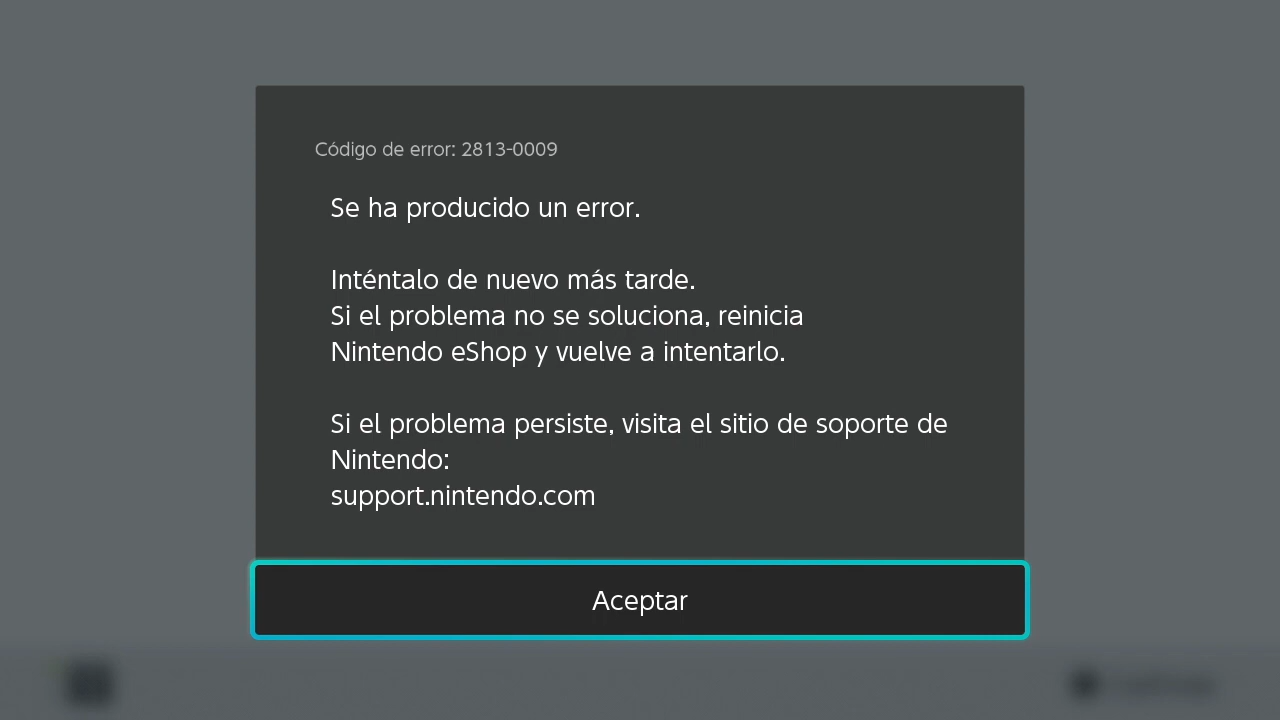 Código de error: 2813-0009
Se ha producido un error.
Inténtalo de nuevo más tarde.
Si el problema no se soluciona, reinicia
Nintendo eShop y vuelve a intentarlo.
Si el problema persiste, visita el sitio de soporte de
Nintendo:
support.nintendo.com
Aceptar